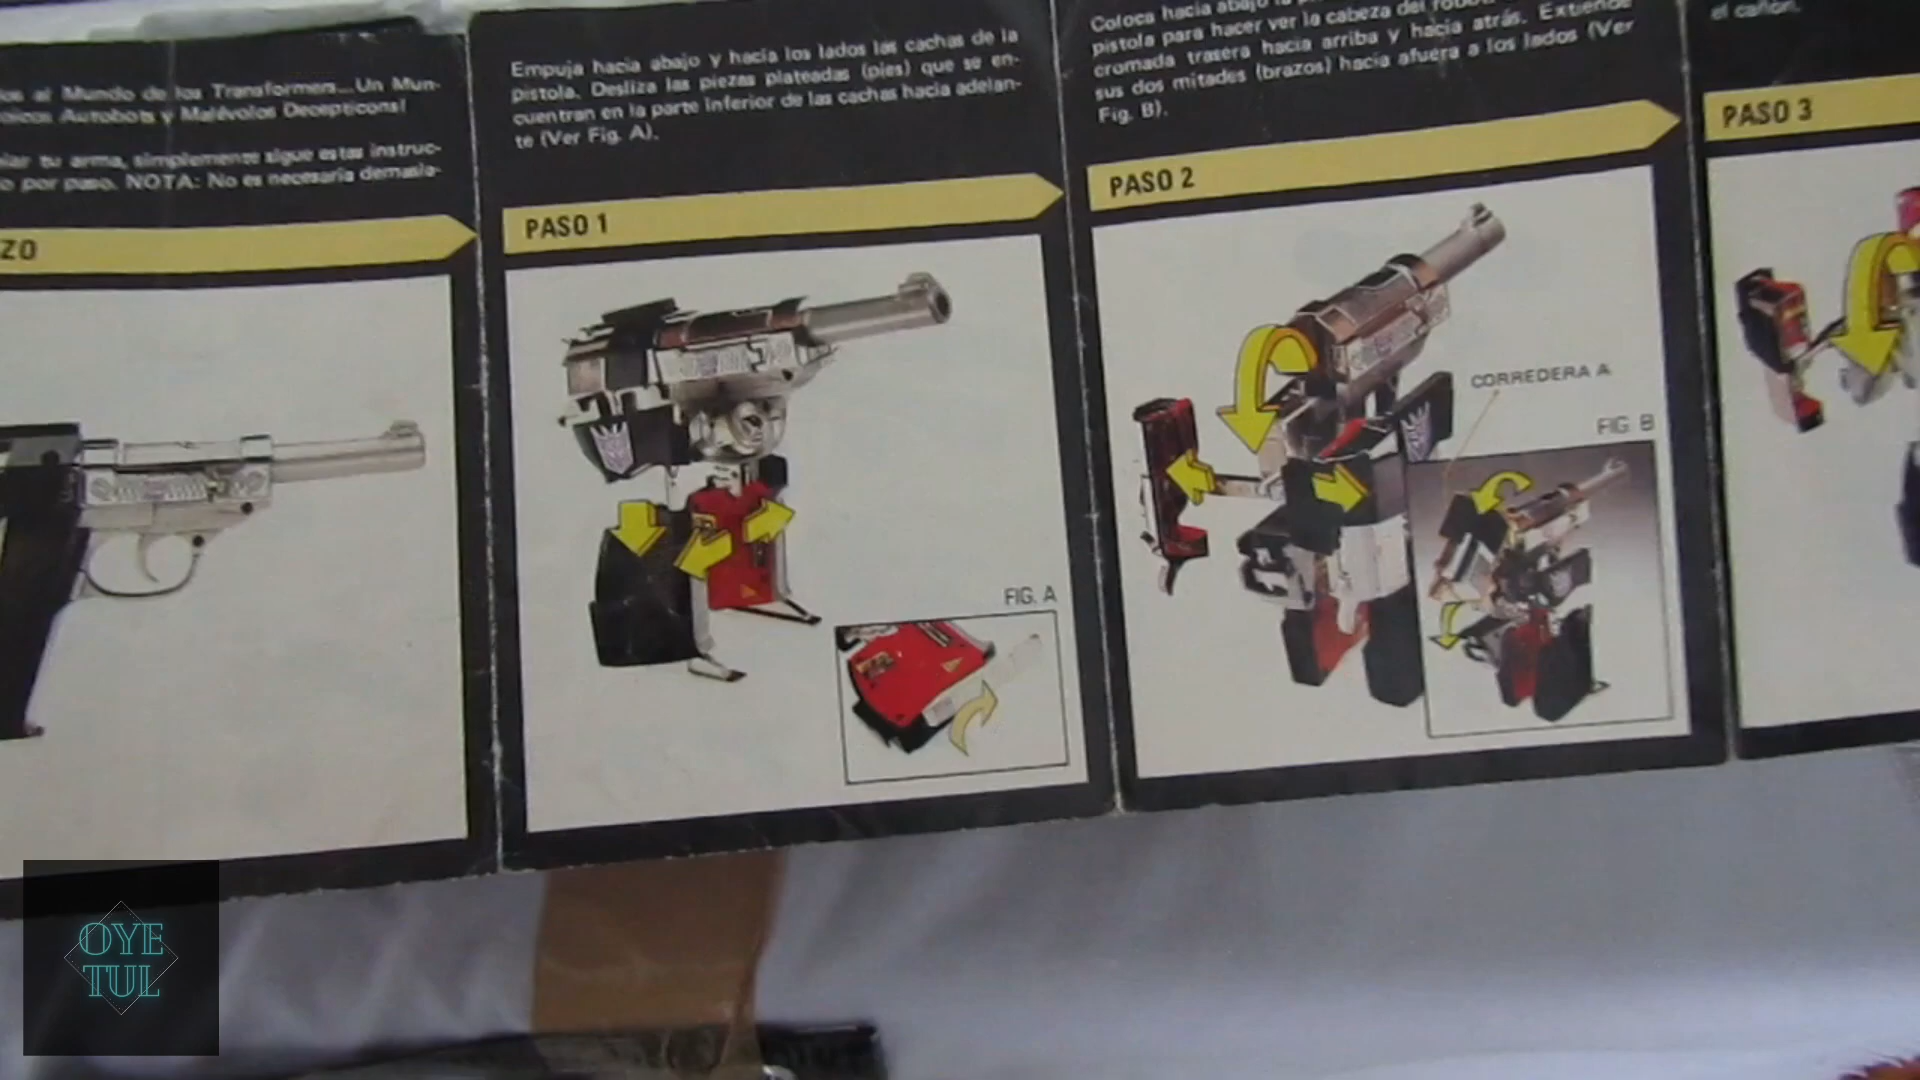 al Mundo de los Transformers...Un Mun-
Autobots y Malévolos Decepticons!
tu arma, simplemente sigue estas instruc-
o por paso. NOTA: No es necesaria demasia-
ZO
Empuja hacia abajo y hacia los lados las cachas de la
pistola. Desliza las piezas plateadas (pies) que se en-
cuentran en la parte inferior de las cachas hacia adelan-
te (Ver Fig. A).
PASO 1
FIG. A
Coloca hacia abajo la
pistola para hacer ver la cabeza del
cromada trasera hacia arriba y hacia atrás. Extiende
sus dos mitades (brazos) hacia afuera a los lados (Ver
Fig. B).
PASO 2
CORREDERA A
FIG. B
el cañón.
PASO 3
OYE
TUL